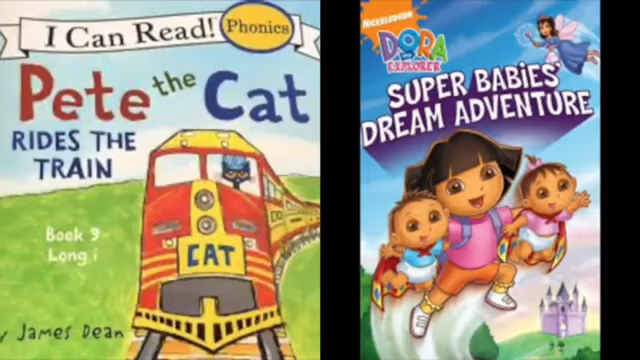 I Can Read!
Phonics
Pete the Cat
RIDES THE
TRAIN
Book 9
Long i
CAT
y James Dean
NICKELODEON
DORA
the
EXPLORER
SUPER BABIES
DREAM ADVENTURE